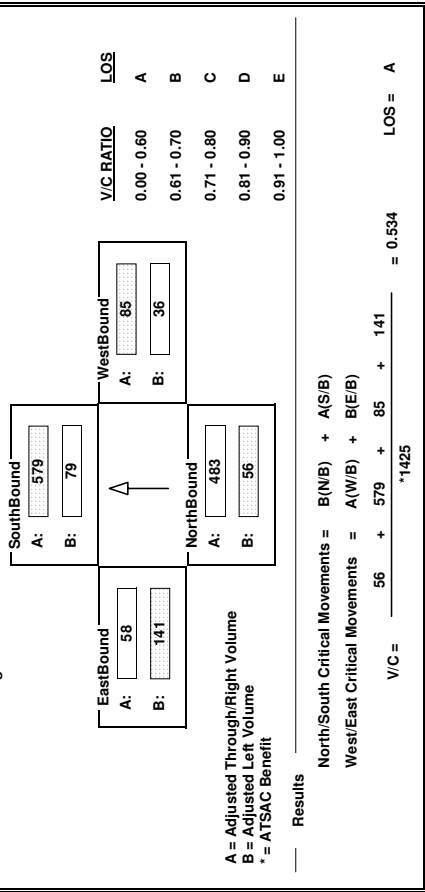 SouthBound
A: 579
B: 79
EastBound
A: 58
B: 141
WestBound
A: 85
B: 36
NorthBound
A: 483
B: 56
V/C RATIO LOS
0.00 - 0.60 A
0.61 - 0.70 B
0.71 - 0.80 C
0.81 - 0.90 D
0.91 - 1.00 E
A = Adjusted Through/Right Volume
B = Adjusted Left Volume
* = ATSAC Benefit
Results
North/South Critical Movements = B(N/B) + A(S/B)
West/East Critical Movements = A(W/B) + B(E/B)
V/C = 56 + 579 + 85 + 141 = 0.534 LOS = A
*1425